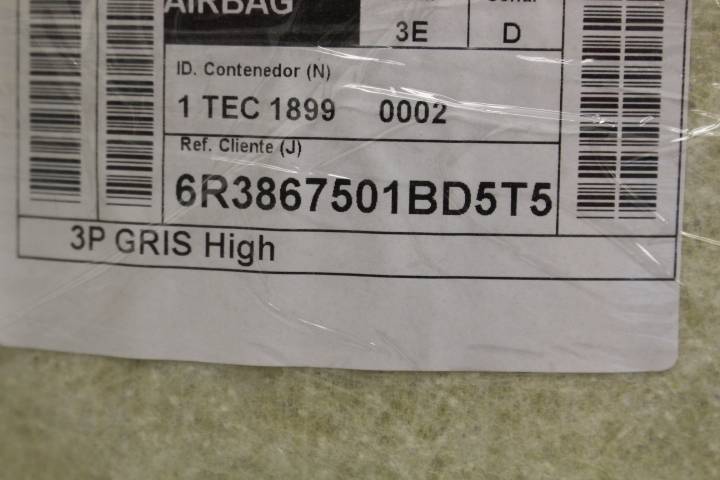 AIRBAG
3E D
ID. Contenedor (N)
1 TEC 1899 0002
Ref. Cliente (J)
6R3867501BD5T5
3P GRIS High